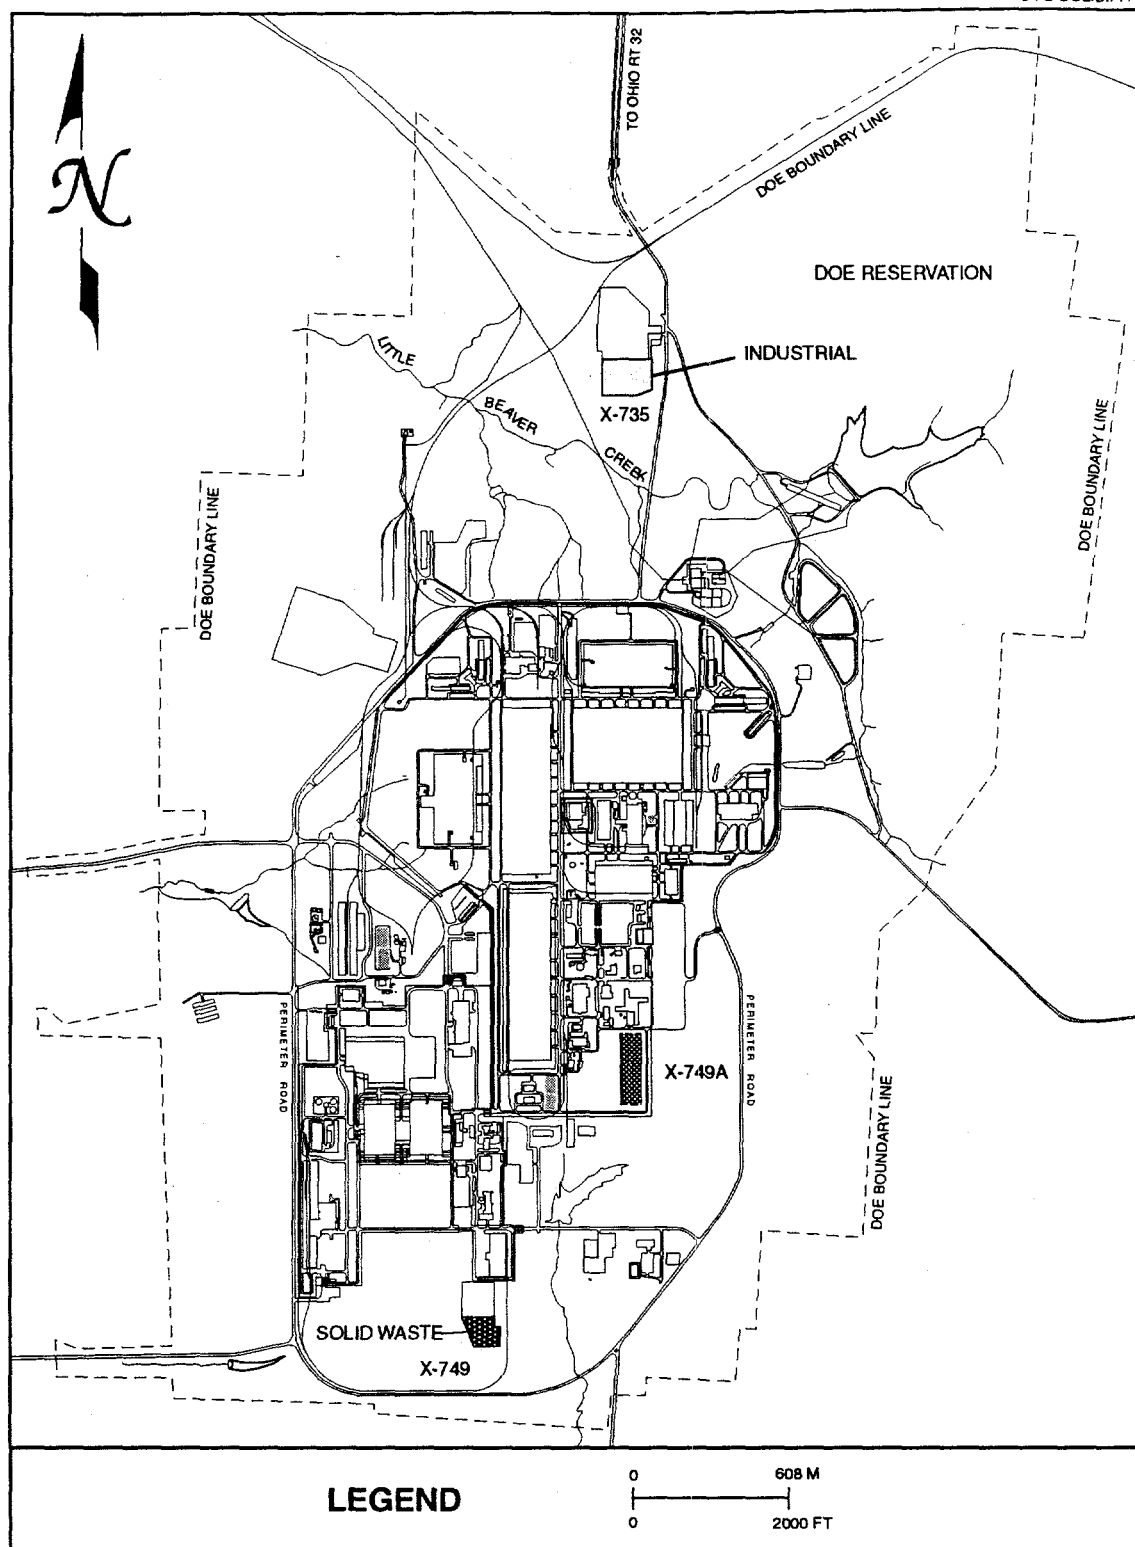 TO OHIO RT 32
DOE BOUNDARY LINE
N
DOE RESERVATION
INDUSTRIAL
LITTLE
X-735
BEAVER
CREEK
DOE BOUNDARY LINE
DOE BOUNDARY LINE
PERIMETER ROAD
PERIMETER ROAD
X-749A
DOE BOUNDARY LINE
SOLID WASTE
X-749
LEGEND
0 608 M
0 2000 FT